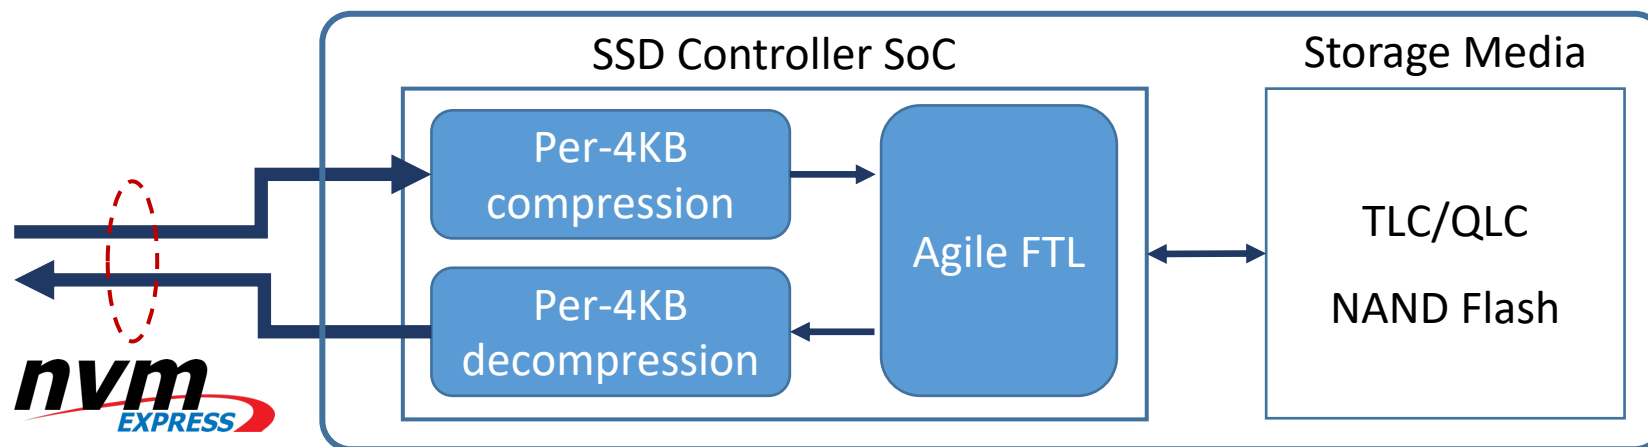 SSD Controller SoC
Storage Media
Per-4KB
compression
Agile FTL
TLC/QLC
NAND Flash
Per-4KB
decompression
nvm
EXPRESS